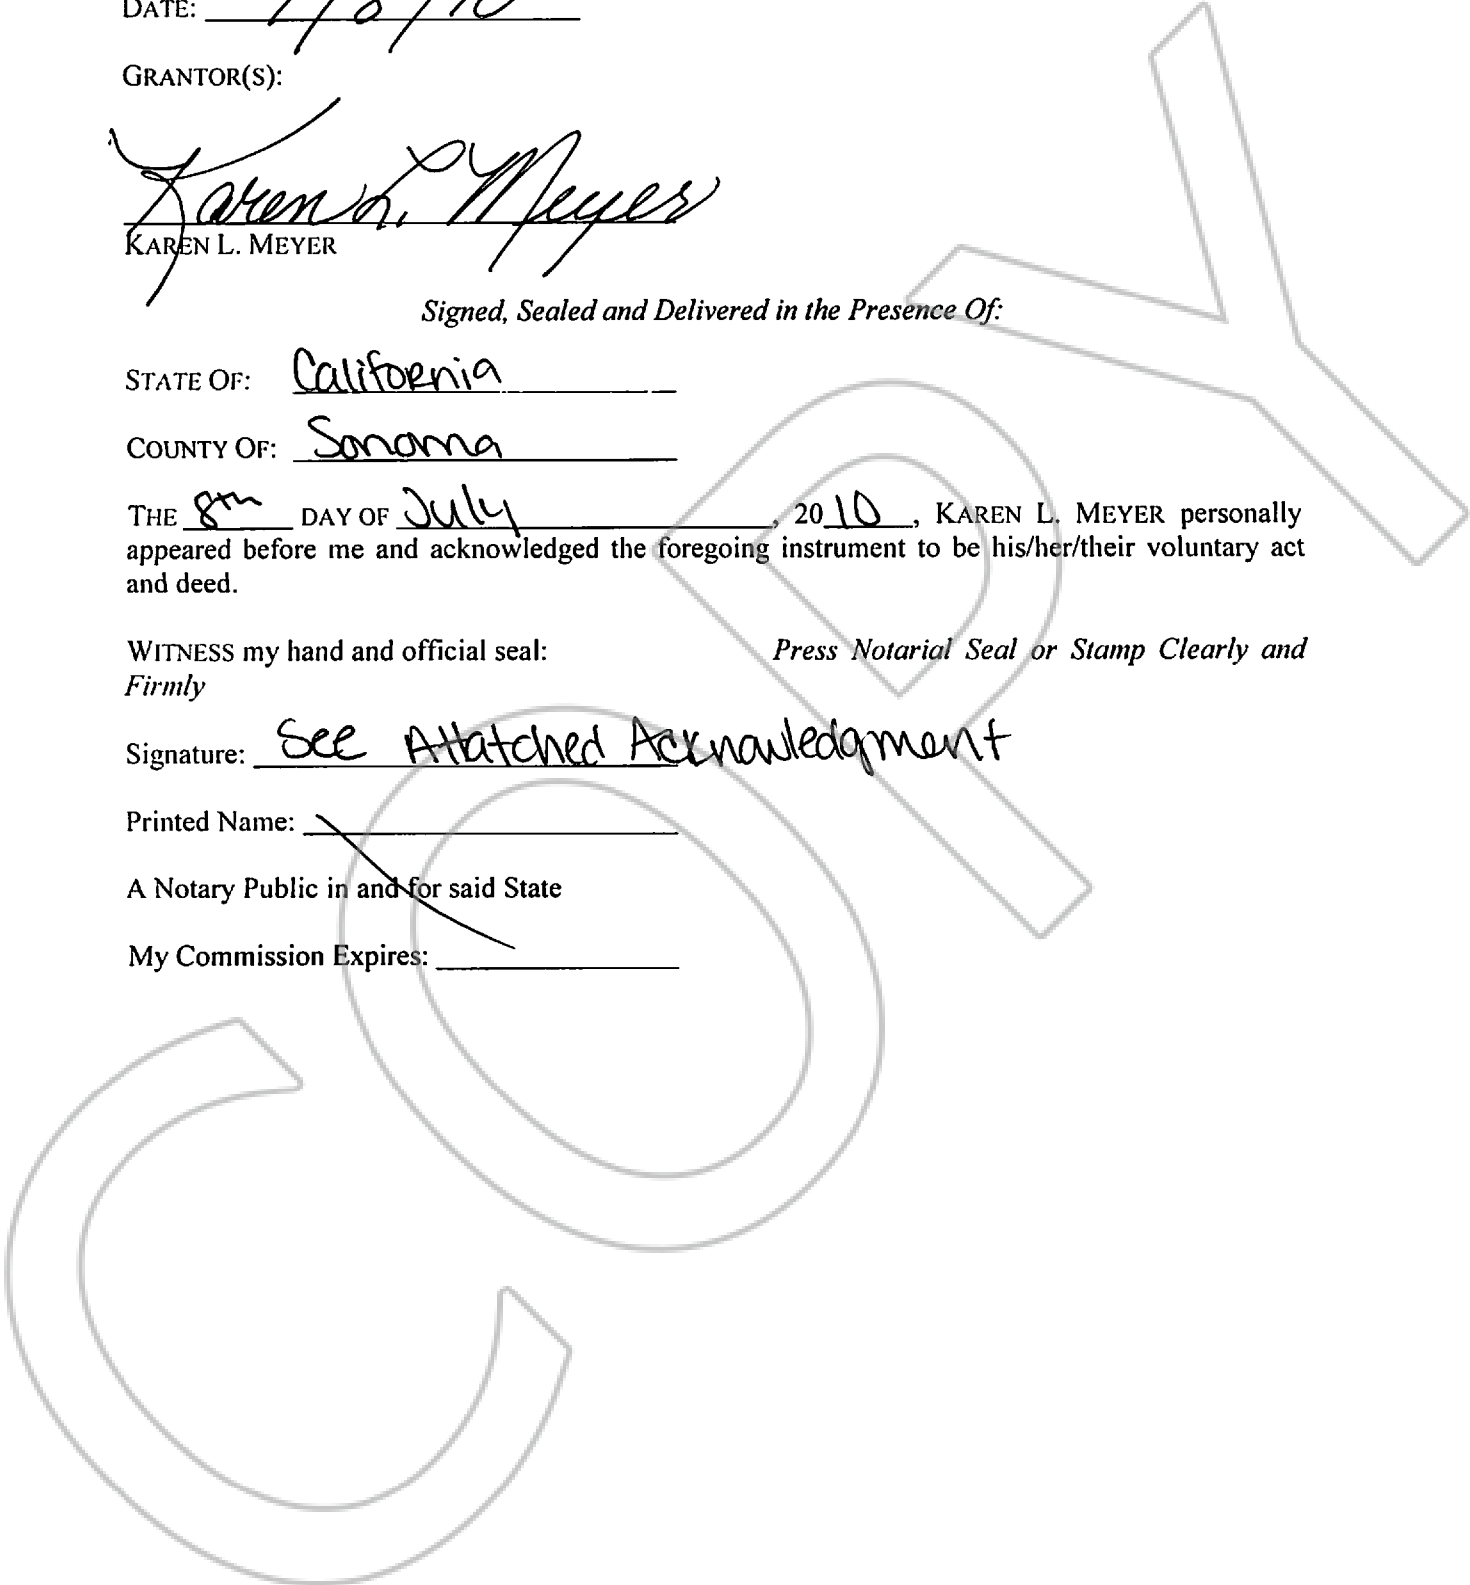 DATE: 7/8/10
GRANTOR(S):
Karen L. Meyer
KAREN L. MEYER
Signed, Sealed and Delivered in the Presence Of:
STATE OF: California
COUNTY OF: Sonoma
THE 8th DAY OF July, 2010, KAREN L. MEYER personally
appeared before me and acknowledged the foregoing instrument to be his/her/their voluntary act
and deed.
WITNESS my hand and official seal: Press Notarial Seal or Stamp Clearly and
Firmly
Signature: See Attatched Acknowledgment
Printed Name:
A Notary Public in and for said State
My Commission Expires:
COPY